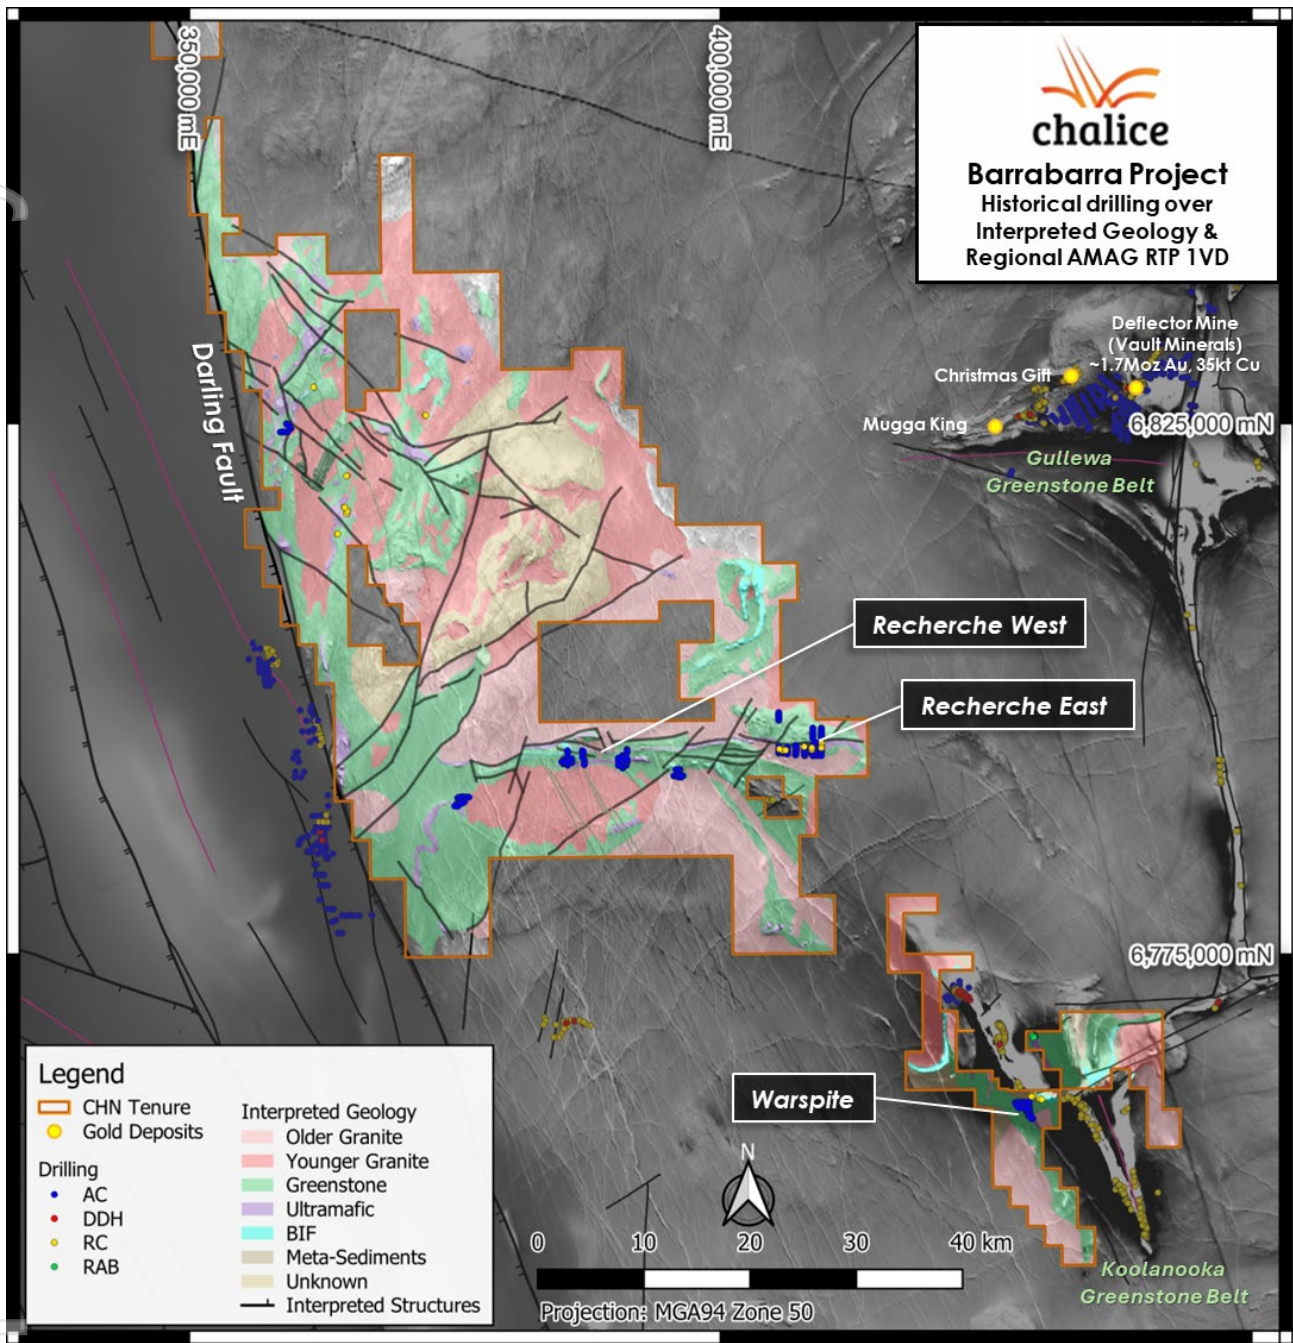 350,000 mE
400,000 mE
chalice
Barrabarra Project
Historical drilling over
Interpreted Geology &
Regional AMAG RTP 1VD
Deflector Mine
(Vault Minerals)
~1.7Moz Au, 35kt Cu
Christmas Gift
Mugga King
6,825,000 mN
Gullewa
Greenstone Belt
Darling Fault
Recherche West
Recherche East
6,775,000 mN
Warspite
Legend
CHN Tenure
Gold Deposits
Drilling
AC
DDH
RC
RAB
Interpreted Geology
Older Granite
Younger Granite
Greenstone
Ultramafic
BIF
Meta-Sediments
Unknown
Interpreted Structures
N
0 10 20 30 40 km
Projection: MGA94 Zone 50
Koolanooka
Greenstone Belt